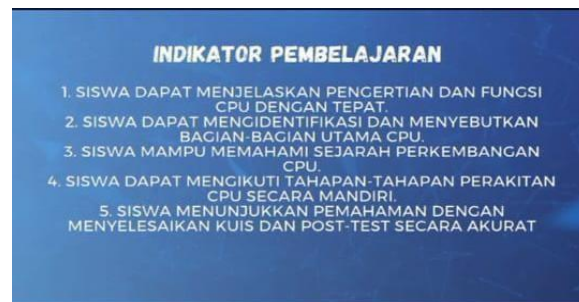 INDIKATOR PEMBELAJARAN
1. SISWA DAPAT MENJELASKAN PENGERTIAN DAN FUNGSI
CPU DENGAN TEPAT.
2. SISWA DAPAT MENGIDENTIFIKASI DAN MENYEBUTKAN
BAGIAN-BAGIAN UTAMA CPU.
3. SISWA MAMPU MEMAHAMI SEJARAH PERKEMBANGAN
CPU.
4. SISWA DAPAT MENGIKUTI TAHAPAN-TAHAPAN PERAKITAN
CPU SECARA MANDIRI.
5. SISWA MENUNJUKKAN PEMAHAMAN DENGAN
MENYELESAIKAN KUIS DAN POST-TEST SECARA AKURAT